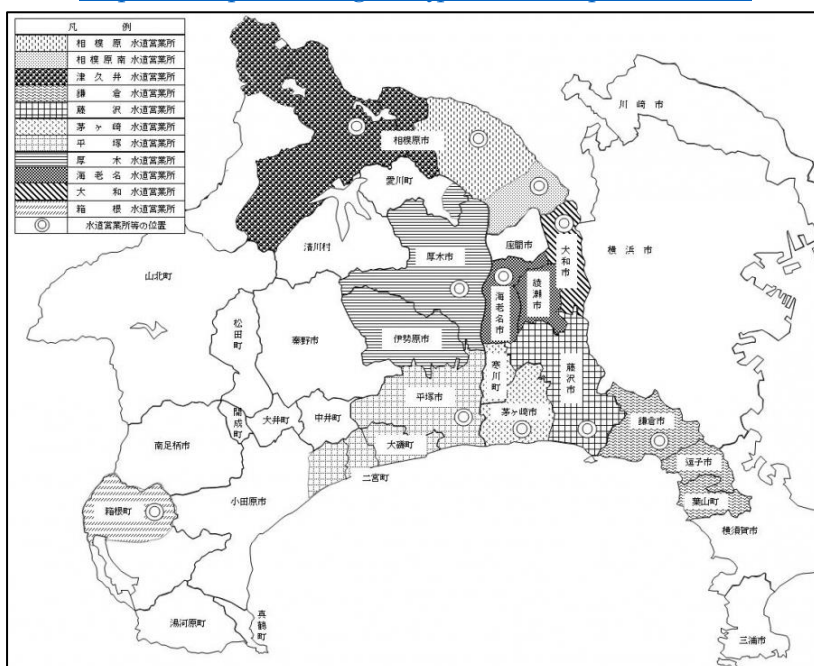 凡 例
相 模 原 水道営業所
相模原南 水道営業所
津 久 井 水道営業所
鎌 倉 水道営業所
藤 沢 水道営業所
茅ヶ崎 水道営業所
平 塚 水道営業所
厚 木 水道営業所
海老名 水道営業所
大 和 水道営業所
箱 根 水道営業所
水道営業所等の位置
川崎市
相模原市
愛川町
清川村
座間市
大和市
横浜市
厚木市
海老名市
綾瀬市
山北町
松田町
秦野市
伊勢原市
寒川町
藤沢市
平塚市
茅ヶ崎市
鎌倉市
開成町
大井町
中井町
南足柄市
大磯町
逗子市
二宮町
葉山町
箱根町
小田原市
横須賀市
湯河原町
真鶴町
三浦市